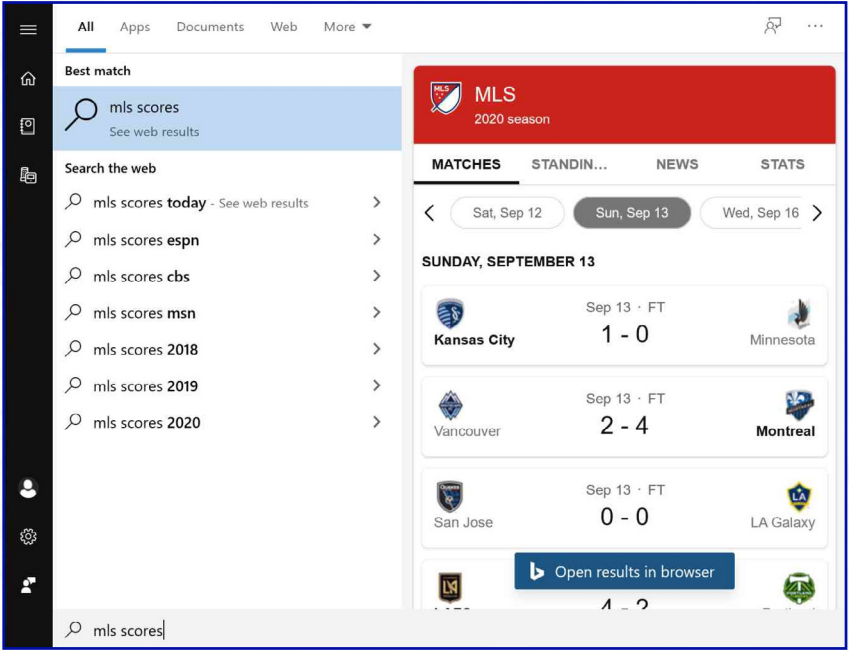 All Apps Documents Web More
Best match
mls scores
See web results
Search the web
mls scores today - See web results
mls scores espn
mls scores cbs
mls scores msn
mls scores 2018
mls scores 2019
mls scores 2020
mls scores
MLS
MLS
2020 season
MATCHES STANDIN... NEWS STATS
Sat, Sep 12 Sun, Sep 13 Wed, Sep 16
SUNDAY, SEPTEMBER 13
Sep 13 · FT
Kansas City 1 - 0 Minnesota
Sep 13 · FT
Vancouver 2 - 4 Montreal
Sep 13 · FT
San Jose 0 - 0 LA Galaxy
Open results in browser
4 - 2